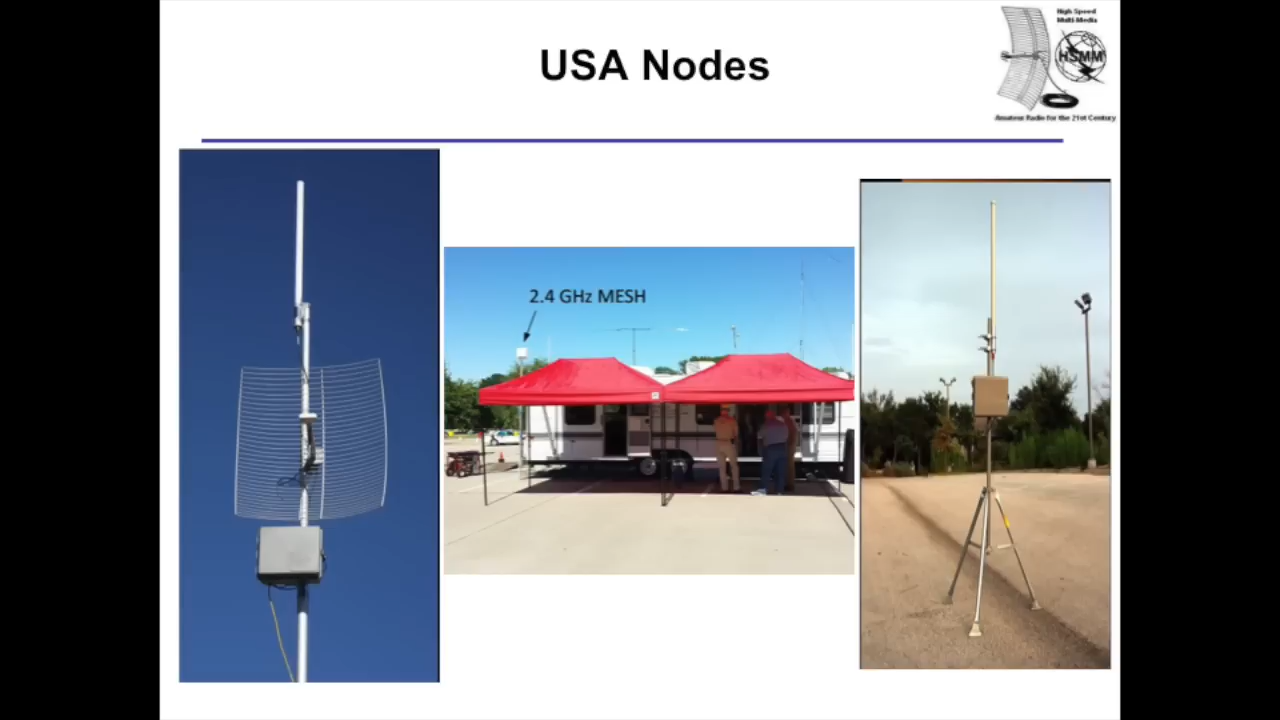 USA Nodes
High Speed
Multi-Media
HSMM
Amateur Radio for the 21st Century
2.4 GHz MESH